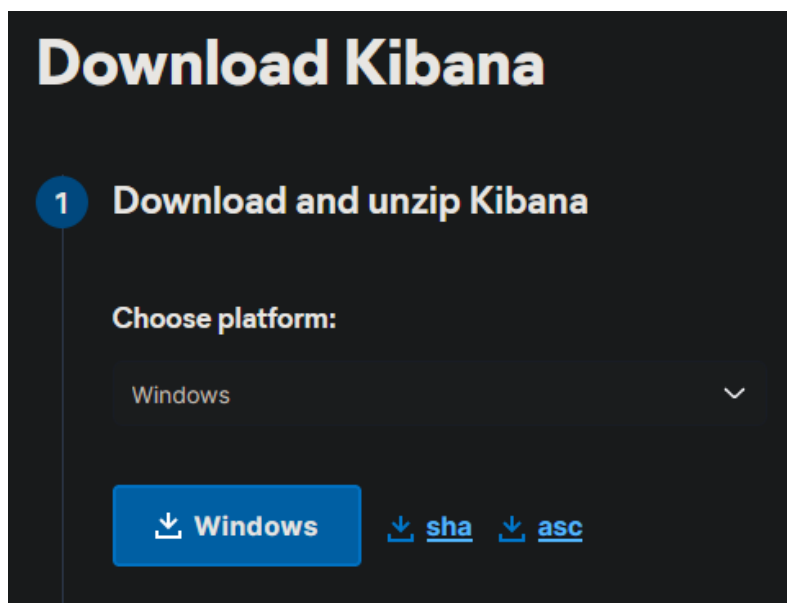 Download Kibana
1 Download and unzip Kibana
Choose platform:
Windows
Windows sha asc